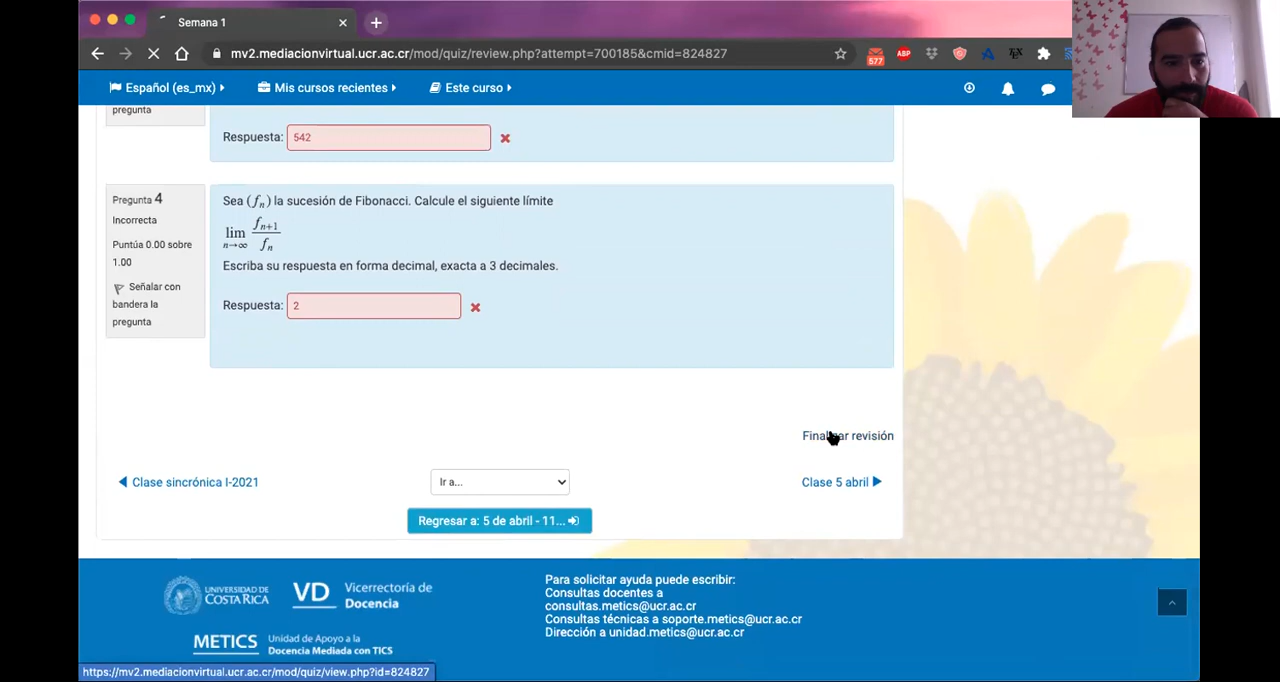 Semana 1
mv2.mediacionvirtual.ucr.ac.cr/mod/quiz/review.php?attempt=700185&cmid=824827
577
ABP
TEX
Español (es_mx)
Mis cursos recientes
Este curso
pregunta
Respuesta: 542
Pregunta 4
Incorrecta
Puntúa 0.00 sobre
1.00
Señalar con
bandera la
pregunta
Sea (f_n) la sucesión de Fibonacci. Calcule el siguiente límite
lim n→∞ f_{n+1} / f_n
Escriba su respuesta en forma decimal, exacta a 3 decimales.
Respuesta: 2
Finalizar revisión
Clase sincrónica I-2021
Ir a...
Clase 5 abril
Regresar a: 5 de abril - 11...
UNIVERSIDAD DE
COSTA RICA
VD Vicerrectoría de
Docencia
METICS Unidad de Apoyo a la
Docencia Mediada con TICS
Para solicitar ayuda puede escribir:
Consultas docentes a
consultas.metics@ucr.ac.cr
Consultas técnicas a soporte.metics@ucr.ac.cr
Dirección a unidad.metics@ucr.ac.cr
https://mv2.mediacionvirtual.ucr.ac.cr/mod/quiz/view.php?id=824827